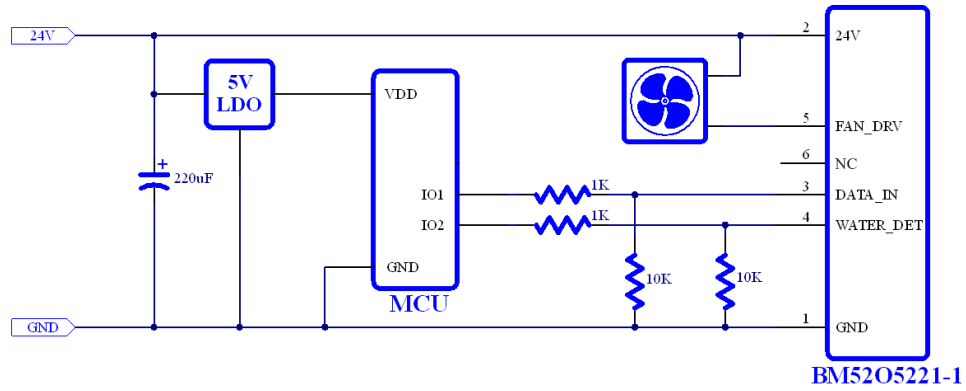 24V
2
24V
5V
LDO
VDD
5
FAN_DRV
6
NC
+
220uF
IO1
1K
3
DATA_IN
IO2
1K
4
WATER_DET
GND
10K
10K
MCU
GND
1
GND
BM52O5221-1